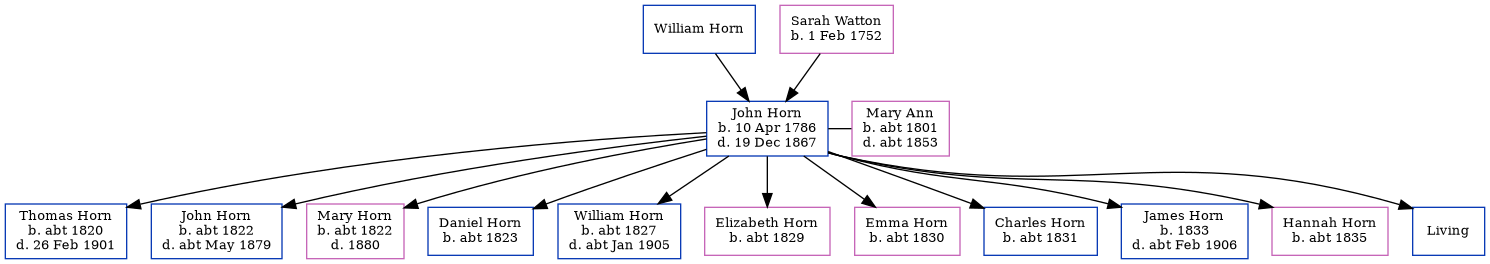 William Horn
Sarah Watton
b. 1 Feb 1752
John Horn
b. 10 Apr 1786
d. 19 Dec 1867
Mary Ann
b. abt 1801
d. abt 1853
Thomas Horn
b. abt 1820
d. 26 Feb 1901
John Horn
b. abt 1822
d. abt May 1879
Mary Horn
b. abt 1822
d. 1880
Daniel Horn
b. abt 1823
William Horn
b. abt 1827
d. abt Jan 1905
Elizabeth Horn
b. abt 1829
Emma Horn
b. abt 1830
Charles Horn
b. abt 1831
James Horn
b. 1833
d. abt Feb 1906
Hannah Horn
b. abt 1835
Living